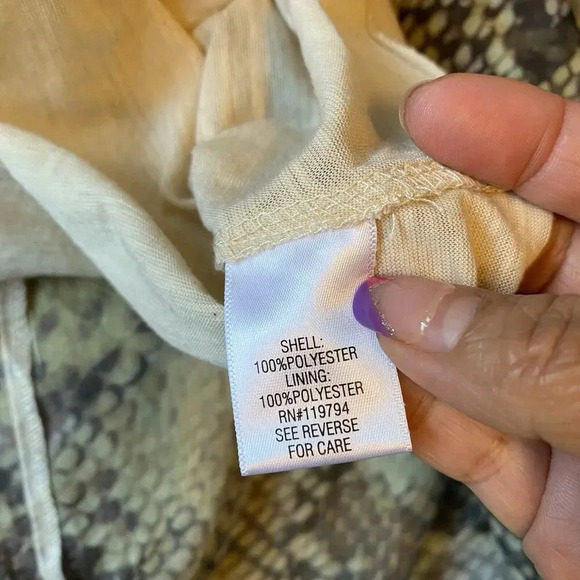 SHELL:
100%POLYESTER
LINING:
100%POLYESTER
RN#119794
SEE REVERSE
FOR CARE